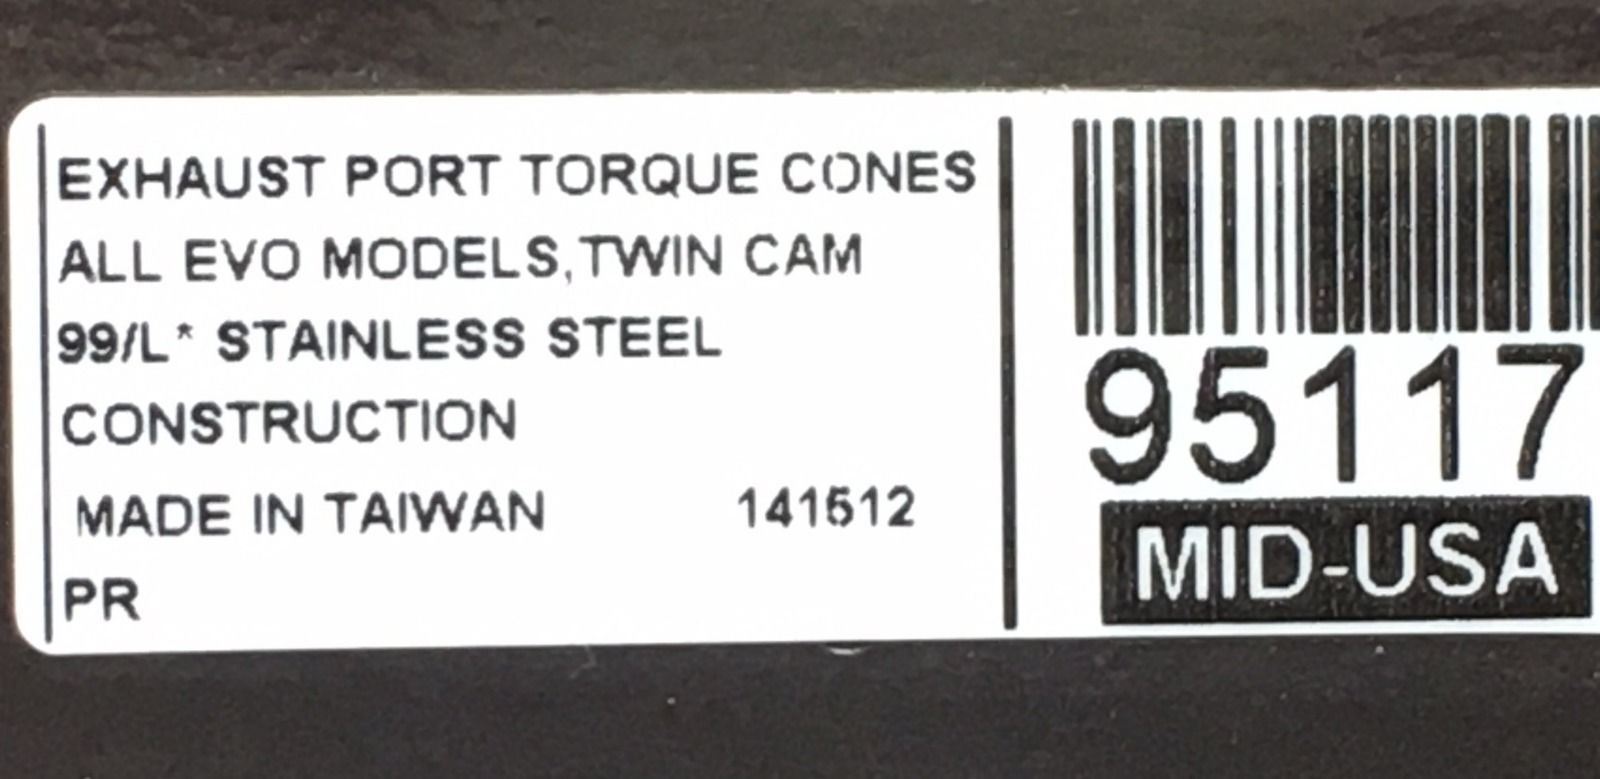 EXHAUST PORT TORQUE CONES
ALL EVO MODELS,TWIN CAM
99/L* STAINLESS STEEL
CONSTRUCTION
MADE IN TAIWAN 141512
PR
95117
MID-USA